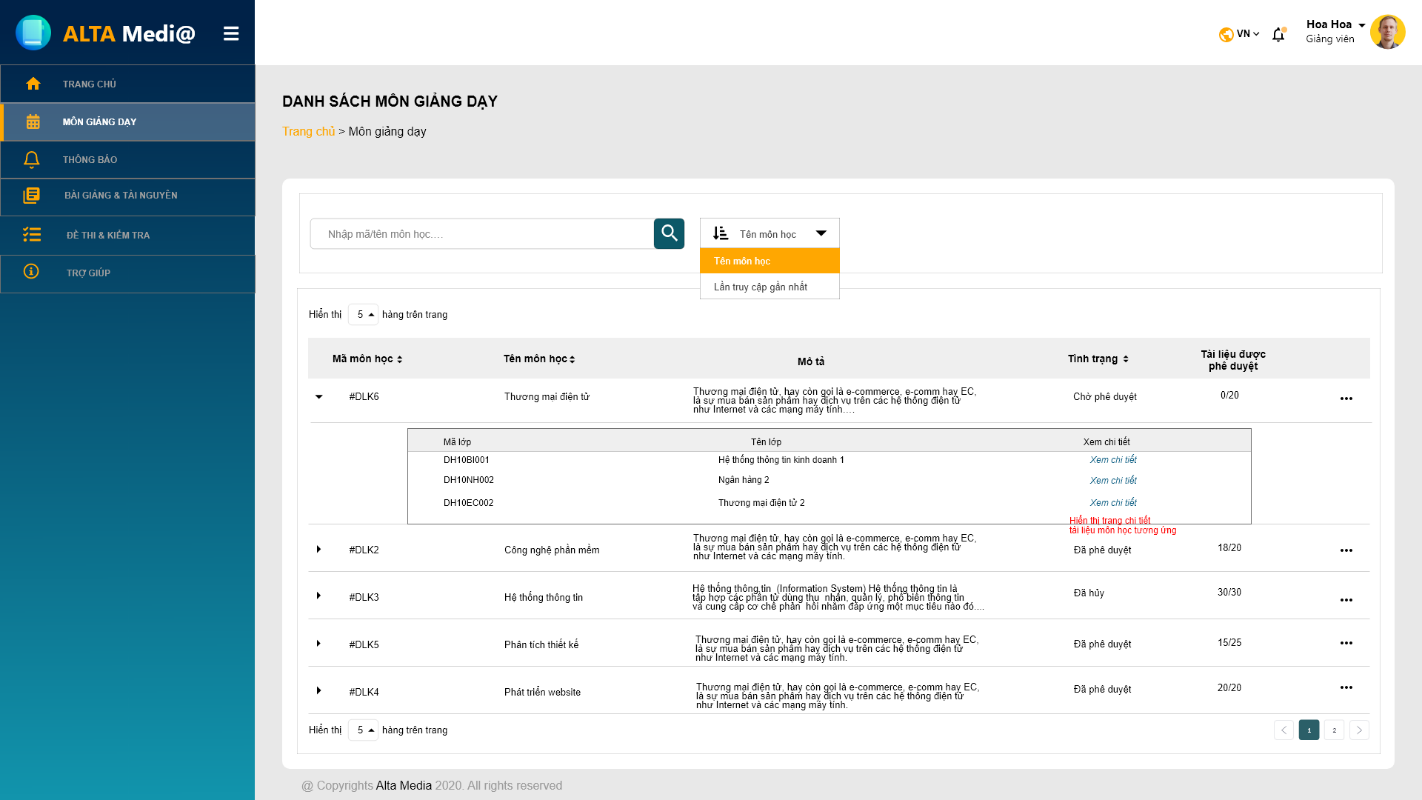 ALTA Medi@
VN
Hoa Hoa
Giảng viên
TRANG CHỦ
MÔN GIẢNG DẠY
THÔNG BÁO
BÀI GIẢNG & TÀI NGUYÊN
ĐỀ THI & KIỂM TRA
TRỢ GIÚP
DANH SÁCH MÔN GIẢNG DẠY
Trang chủ > Môn giảng dạy
Nhập mã/tên môn học....
Tên môn học
Tên môn học
Lần truy cập gần nhất
Hiển thị 5 hàng trên trang
Mã môn học Tên môn học Mô tả Tình trạng Tài liệu được
phê duyệt
#DLK6 Thương mại điện tử Chờ phê duyệt 0/20
Thương mại điện tử, hay còn gọi là e-commerce, e-comm hay EC,
là sự mua bán sản phẩm hay dịch vụ trên các hệ thống điện tử
như Internet và các mạng máy tính....
Mã lớp Tên lớp Xem chi tiết
DH10BI001 Hệ thống thông tin kinh doanh 1 Xem chi tiết
DH10NH002 Ngân hàng 2 Xem chi tiết
DH10EC002 Thương mại điện tử 2 Xem chi tiết
Hiển thị trang chi tiết
tài liệu môn học tương ứng
#DLK2 Công nghệ phần mềm Đã phê duyệt 18/20
Thương mại điện tử, hay còn gọi là e-commerce, e-comm hay EC,
là sự mua bán sản phẩm hay dịch vụ trên các hệ thống điện tử
như Internet và các mạng máy tính.
#DLK3 Hệ thống thông tin Đã hủy 30/30
Hệ thống thông tin (Information System) Hệ thống thông tin là
tập hợp các phần tử dùng thu nhận, quản lý, phổ biến thông tin
và cung cấp cơ chế phản hồi nhằm đáp ứng một mục tiêu nào đó....
#DLK5 Phân tích thiết kế Đã phê duyệt 15/25
Thương mại điện tử, hay còn gọi là e-commerce, e-comm hay EC,
là sự mua bán sản phẩm hay dịch vụ trên các hệ thống điện tử
như Internet và các mạng máy tính.
#DLK4 Phát triển website Đã phê duyệt 20/20
Thương mại điện tử, hay còn gọi là e-commerce, e-comm hay EC,
là sự mua bán sản phẩm hay dịch vụ trên các hệ thống điện tử
như Internet và các mạng máy tính.
Hiển thị 5 hàng trên trang
1 2
@ Copyrights Alta Media 2020. All rights reserved